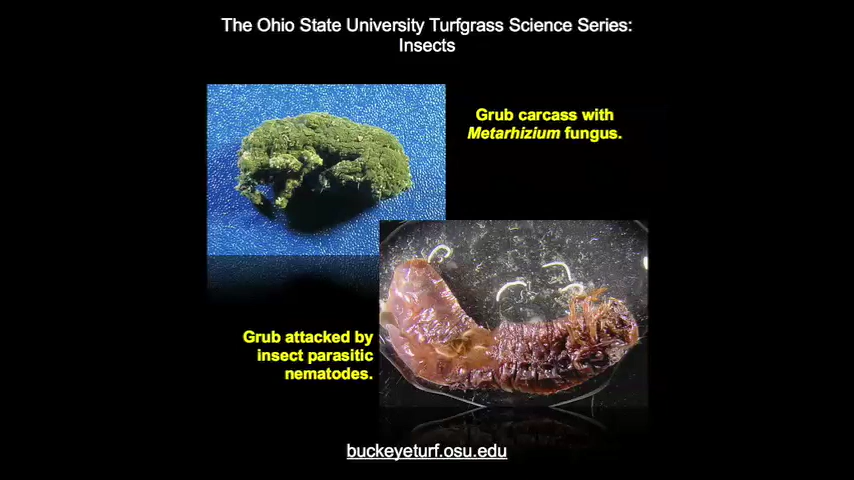 The Ohio State University Turfgrass Science Series:
Insects
Grub carcass with
Metarhizium fungus.
Grub attacked by
insect parasitic
nematodes.
buckeyeturf.osu.edu